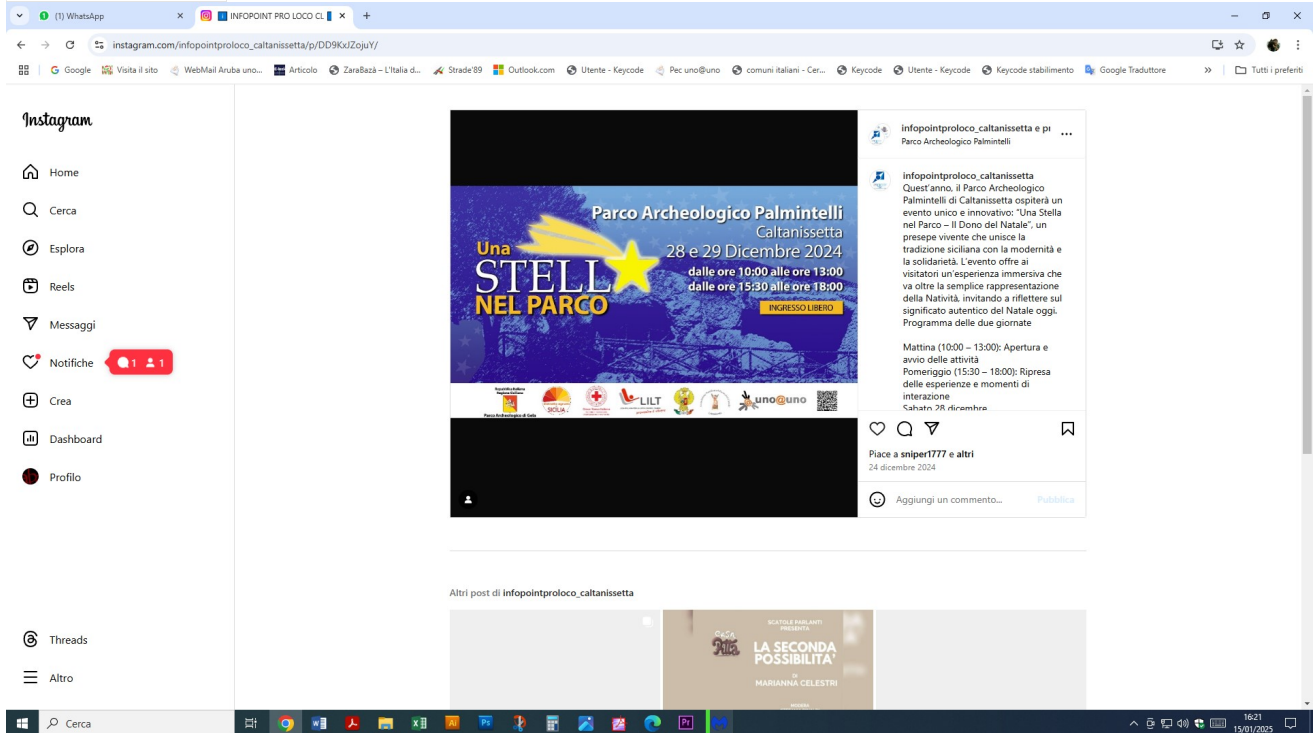 (1) WhatsApp
INFOPOINT PRO LOCO CL
instagram.com/infopointproloco_caltanissetta/p/DD9KxJZojuY/
Google
Visita il sito
WebMail Aruba uno...
Articolo
ZaraBazà – L'Italia d...
Strade'89
Outlook.com
Utente - Keycode
Pec uno@uno
comuni italiani - Cer...
Keycode
Utente - Keycode
Keycode stabilimento
Google Traduttore
»
Tutti i preferiti
Instagram
Home
Cerca
Esplora
Reels
Messaggi
Notifiche
1 1
Crea
Dashboard
Profilo
Threads
Altro
Parco Archeologico Palmintelli
Caltanissetta
28 e 29 Dicembre 2024
dalle ore 10:00 alle ore 13:00
dalle ore 15:30 alle ore 18:00
INGRESSO LIBERO
Una
STELL
NEL PARCO
Parco Archeologico di Gela
SICILIA
LILT
uno@uno
infopointproloco_caltanissetta e pr
Parco Archeologico Palmintelli
infopointproloco_caltanissetta
Quest'anno, il Parco Archeologico
Palmintelli di Caltanissetta ospiterà un
evento unico e innovativo: "Una Stella
nel Parco – Il Dono del Natale", un
presepe vivente che unisce la
tradizione siciliana con la modernità e
la solidarietà. L'evento offre ai
visitatori un'esperienza immersiva che
va oltre la semplice rappresentazione
della Natività, invitando a riflettere sul
significato autentico del Natale oggi.
Programma delle due giornate
Mattina (10:00 – 13:00): Apertura e
avvio delle attività
Pomeriggio (15:30 – 18:00): Ripresa
delle esperienze e momenti di
interazione
Sabato 28 dicembre
Piace a sniper1777 e altri
24 dicembre 2024
Aggiungi un commento...
Pubblica
Altri post di infopointproloco_caltanissetta
SCATOLE PARLANTI
PRESENTA
LA SECONDA
POSSIBILITA'
DI
MARIANNA CELESTRI
MODERA
Cerca
16:21
15/01/2025